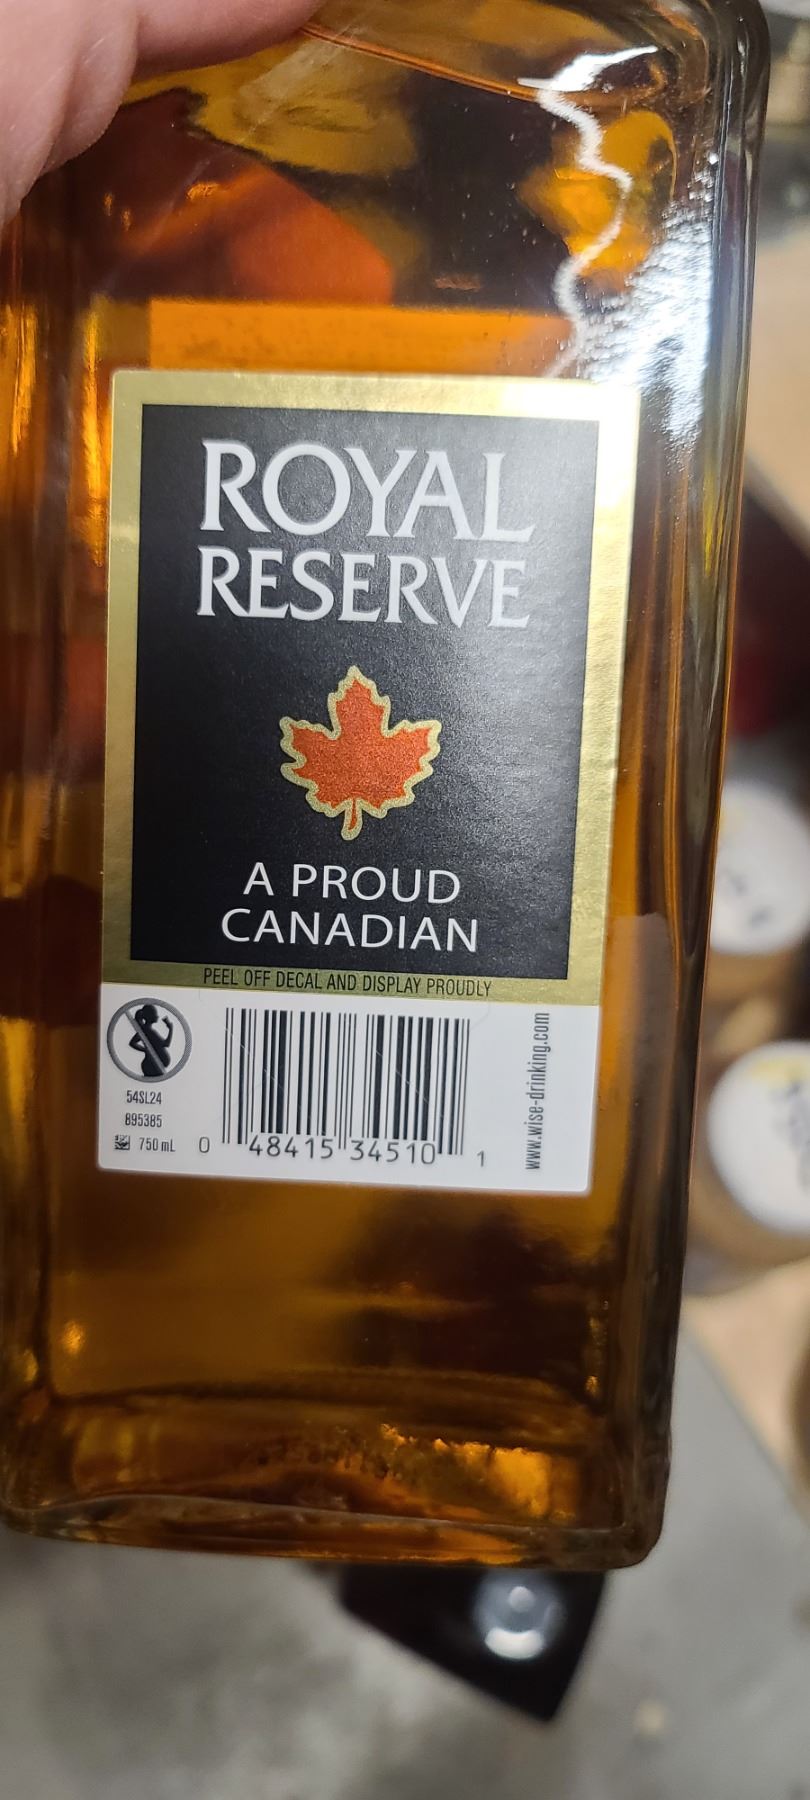 ROYAL
RESERVE
A PROUD
CANADIAN
PEEL OFF DECAL AND DISPLAY PROUDLY
54SL24
895385
750 mL
0 48415 34510 1
www.wise-drinking.com